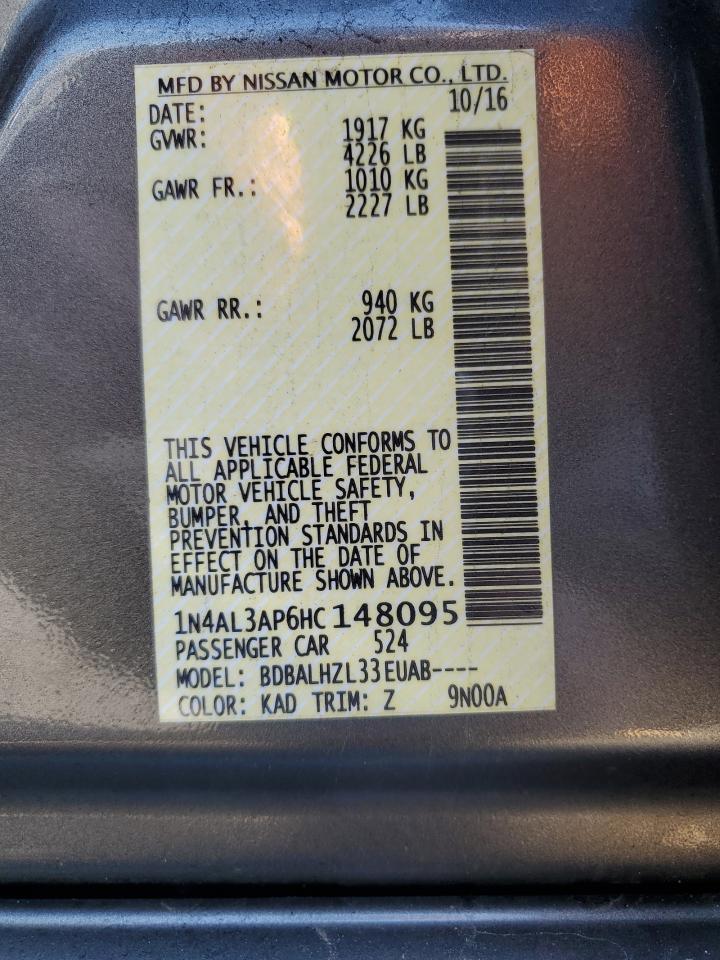 MFD BY NISSAN MOTOR CO., LTD.
DATE: 10/16
GVWR: 1917 KG
4226 LB
GAWR FR.: 1010 KG
2227 LB
GAWR RR.: 940 KG
2072 LB
THIS VEHICLE CONFORMS TO
ALL APPLICABLE FEDERAL
MOTOR VEHICLE SAFETY,
BUMPER, AND THEFT
PREVENTION STANDARDS IN
EFFECT ON THE DATE OF
MANUFACTURE SHOWN ABOVE.
1N4AL3AP6HC148095
PASSENGER CAR 524
MODEL: BDBALHZL33EUAB----
COLOR: KAD TRIM: Z 9N00A